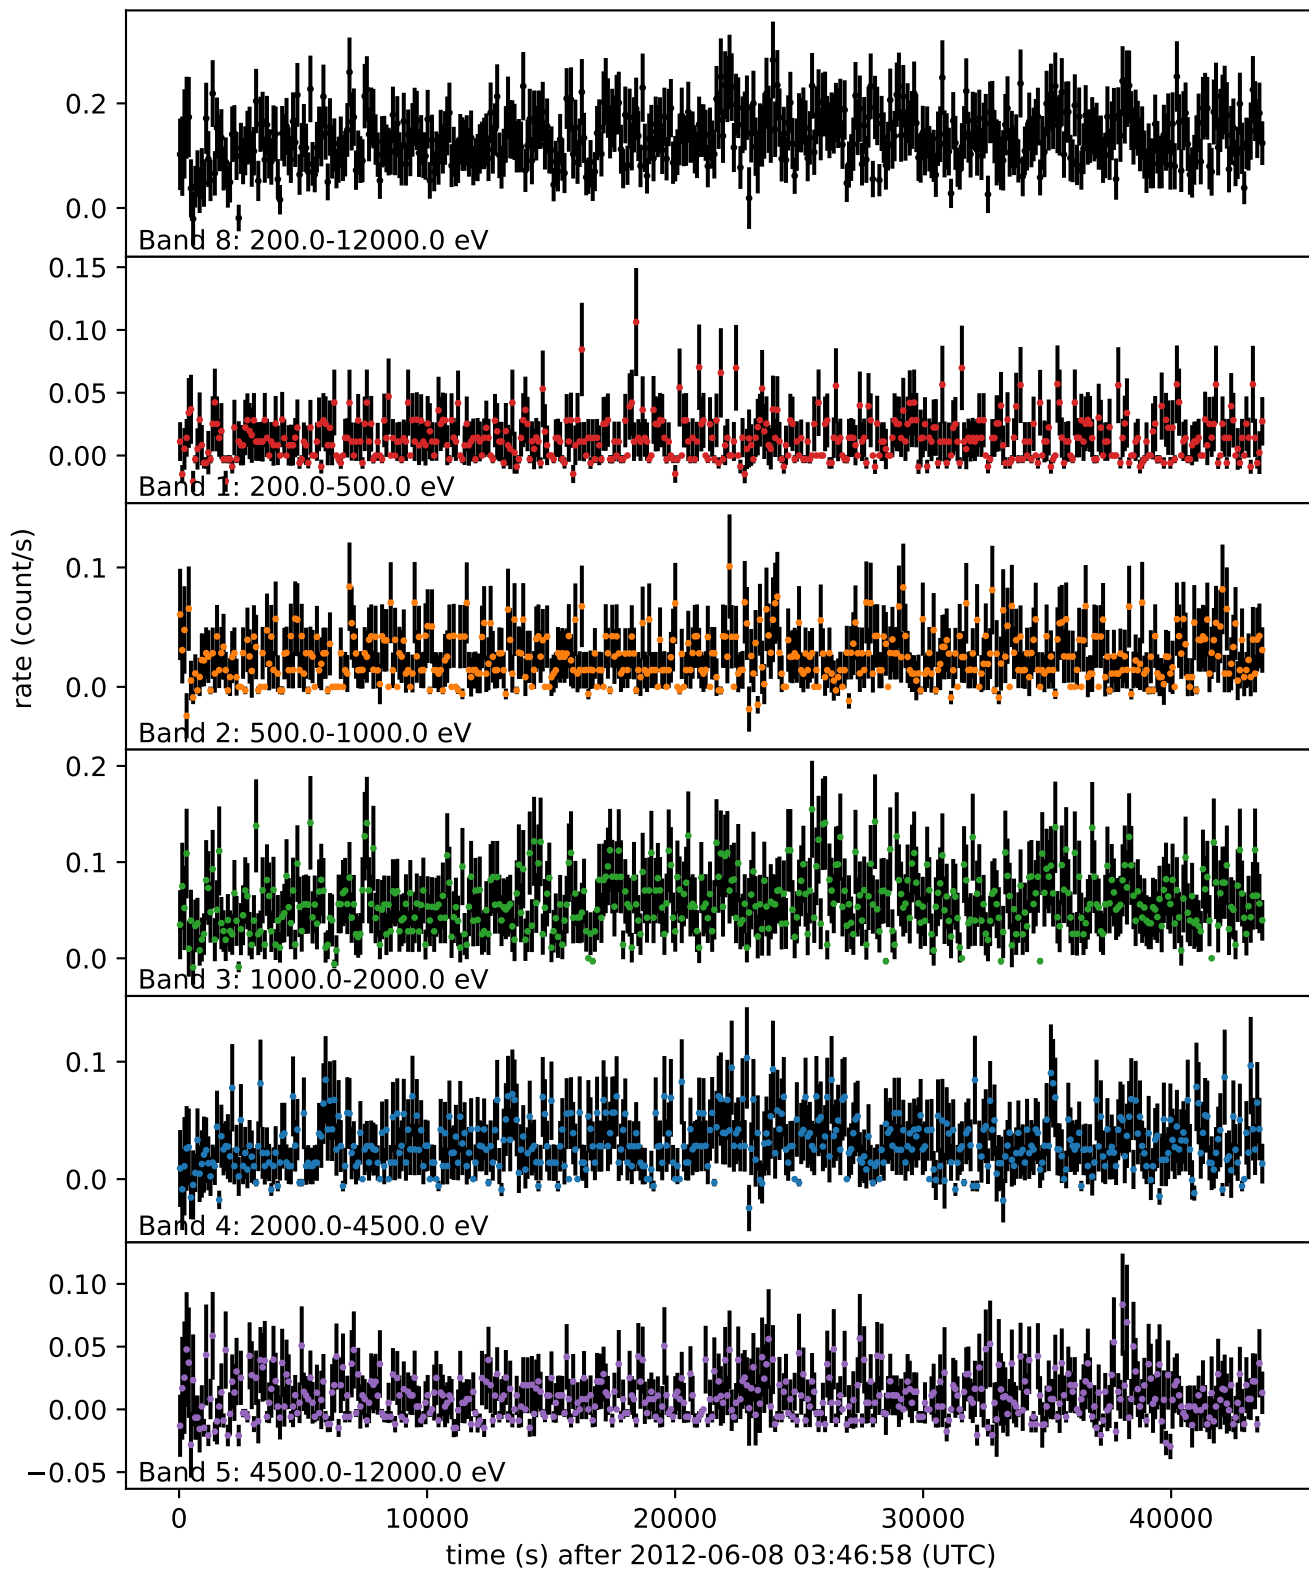 0.2
0.0
Band 8: 200.0-12000.0 eV
0.15
0.10
0.05
0.00
Band 1: 200.0-500.0 eV
0.1
0.0
Band 2: 500.0-1000.0 eV
rate (count/s)
0.2
0.1
0.0
Band 3: 1000.0-2000.0 eV
0.1
0.0
Band 4: 2000.0-4500.0 eV
0.10
0.05
0.00
−0.05
Band 5: 4500.0-12000.0 eV
0 10000 20000 30000 40000
time (s) after 2012-06-08 03:46:58 (UTC)